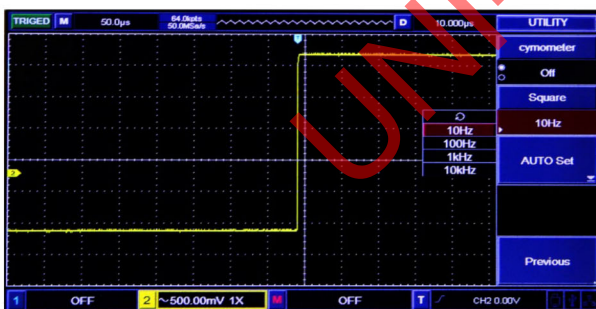 TRIGED M 50.0μs 64.0kpts D 10.000μs UTILITY
50.0MSa/s
cymometer
Off
Square
10Hz
10Hz
100Hz
1kHz
10kHz
AUTO Set
Previous
1 OFF 2 ~500.00mV 1X M OFF T CH2 0.00V
UNI